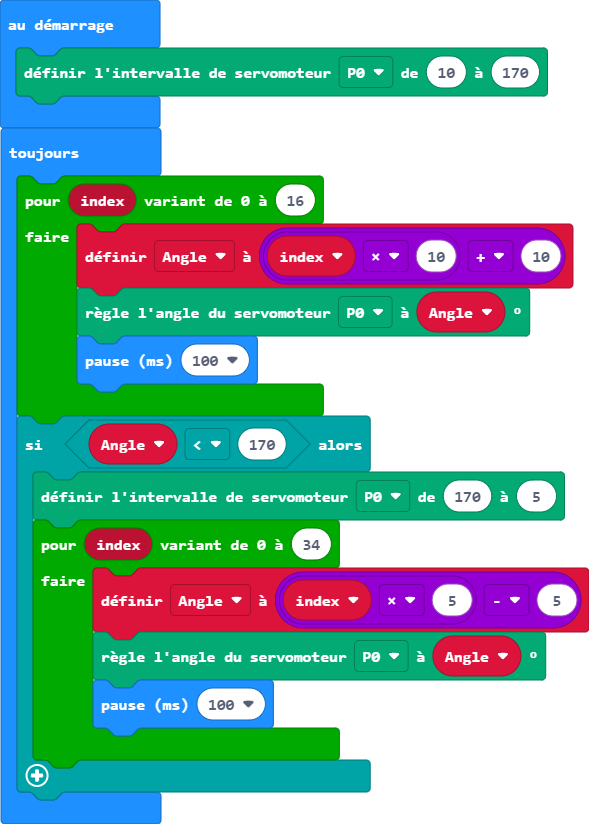 au démarrage
définir l'intervalle de servomoteur P0 de 10 à 170
toujours
pour index variant de 0 à 16
faire
définir Angle à index × 10 + 10
règle l'angle du servomoteur P0 à Angle °
pause (ms) 100
si Angle < 170 alors
définir l'intervalle de servomoteur P0 de 170 à 5
pour index variant de 0 à 34
faire
définir Angle à index × 5 - 5
règle l'angle du servomoteur P0 à Angle °
pause (ms) 100